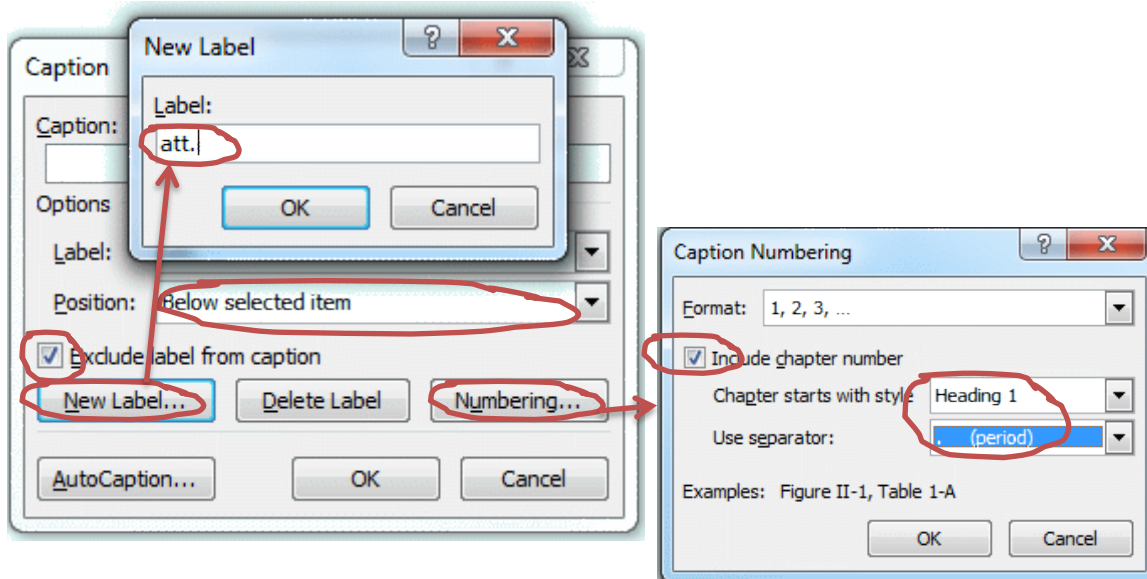 New Label
?
X
Caption
X
Label:
Caption:
att.
Options
OK Cancel
Label:
Position: Below selected item
Exclude label from caption
New Label... Delete Label Numbering...
AutoCaption... OK Cancel
Caption Numbering
?
X
Format: 1, 2, 3, ...
Include chapter number
Chapter starts with style Heading 1
Use separator: . (period)
Examples: Figure II-1, Table 1-A
OK Cancel